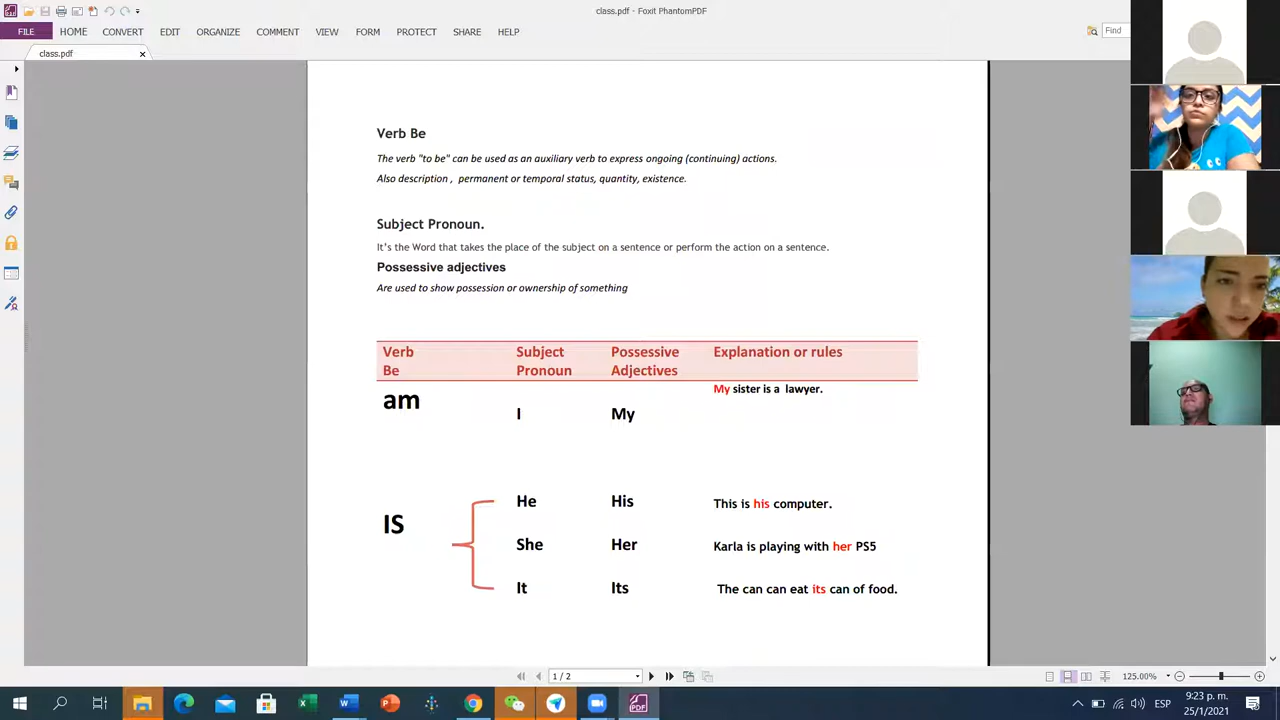 class.pdf - Foxit PhantomPDF
FILE HOME CONVERT EDIT ORGANIZE COMMENT VIEW FORM PROTECT SHARE HELP
Find
class.pdf
Verb Be
The verb "to be" can be used as an auxiliary verb to express ongoing (continuing) actions.
Also description , permanent or temporal status, quantity, existence.
Subject Pronoun.
It's the Word that takes the place of the subject on a sentence or perform the action on a sentence.
Possessive adjectives
Are used to show possession or ownership of something
Verb Subject Possessive Explanation or rules
Be Pronoun Adjectives
My sister is a lawyer.
am I My
He His This is his computer.
IS
She Her Karla is playing with her PS5
It Its The can can eat its can of food.
1 / 2
125.00%
ESP
9:23 p. m.
25/1/2021